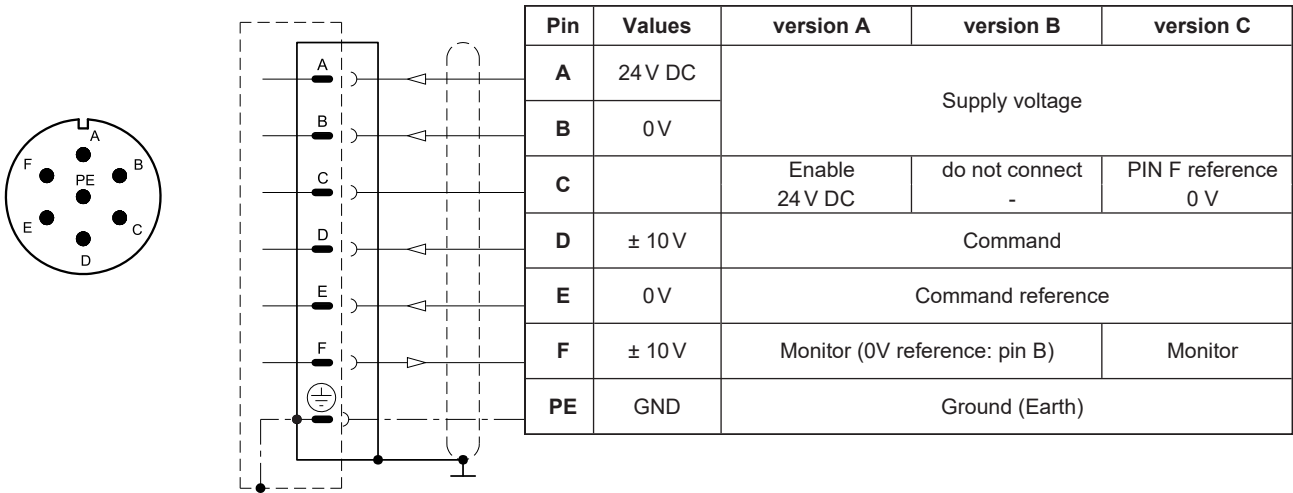 A
F
B
PE
E
C
D
A
B
C
D
E
F
Pin Values version A version B version C
A 24 V DC Supply voltage
B 0 V
C Enable do not connect PIN F reference
24 V DC - 0 V
D ± 10 V Command
E 0 V Command reference
F ± 10 V Monitor (0V reference: pin B) Monitor
PE GND Ground (Earth)